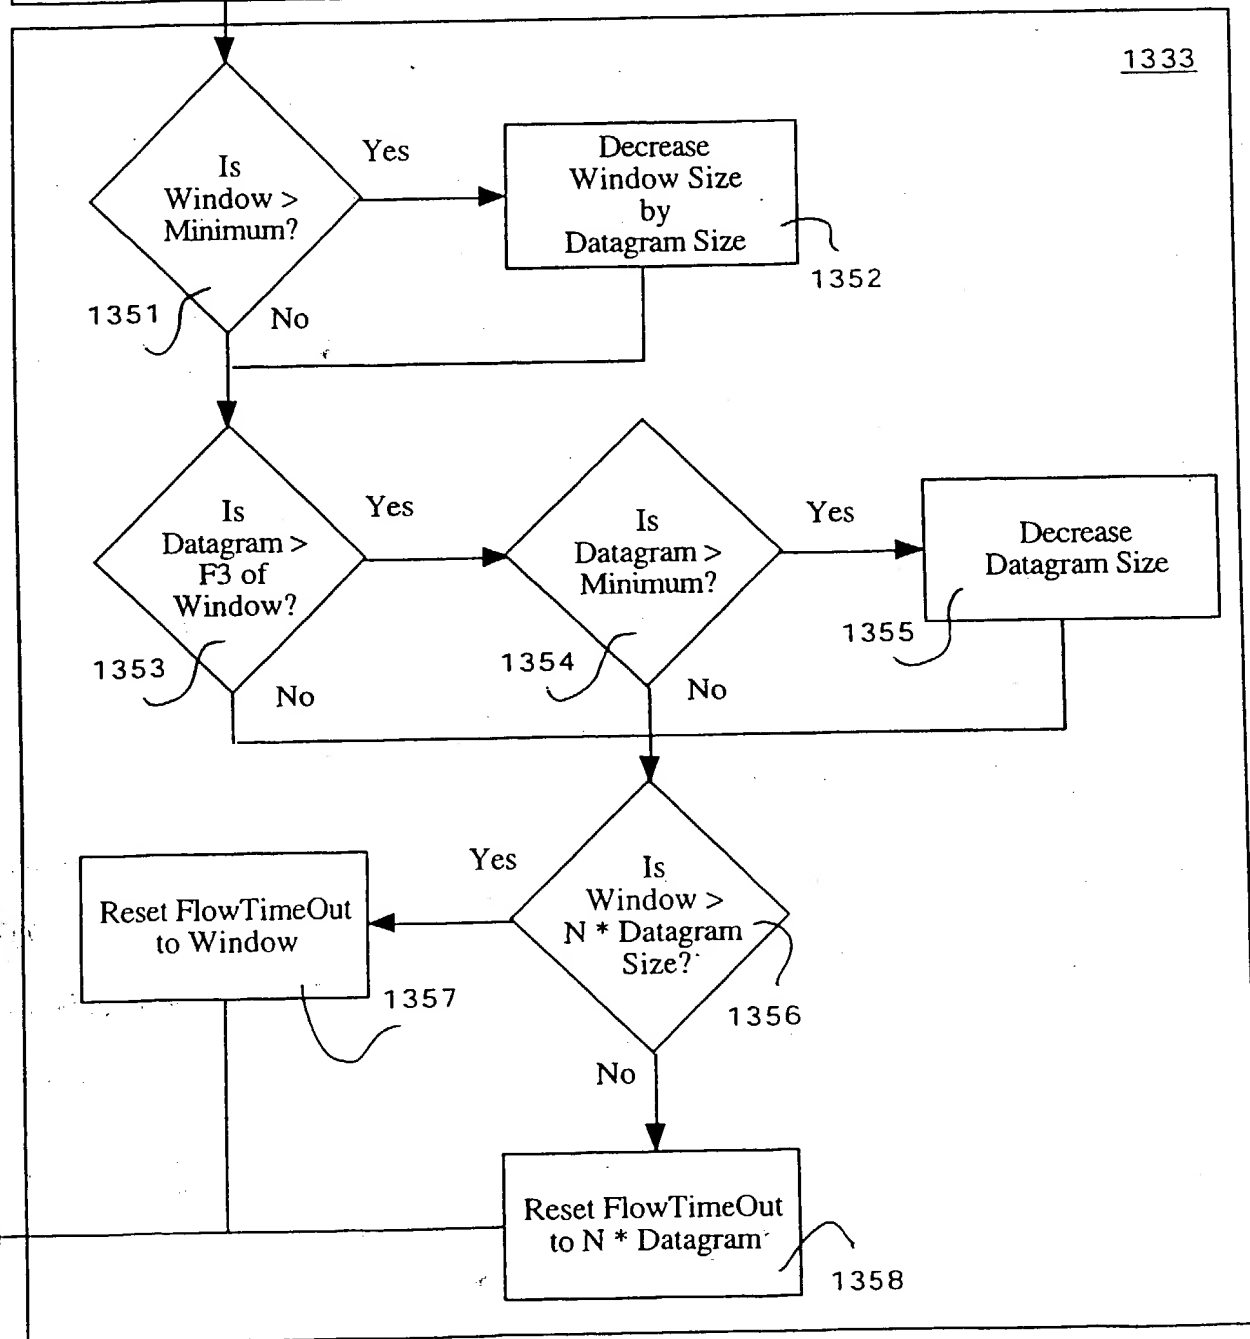 1333
Is
Window >
Minimum?
Yes
Decrease
Window Size
by
Datagram Size
1352
1351
No
Is
Datagram >
F3 of
Window?
Yes
Is
Datagram >
Minimum?
Yes
Decrease
Datagram Size
1353
No
1354
No
1355
Is
Window >
N * Datagram
Size?
Yes
Reset FlowTimeOut
to Window
1357
1356
No
Reset FlowTimeOut
to N * Datagram
1358